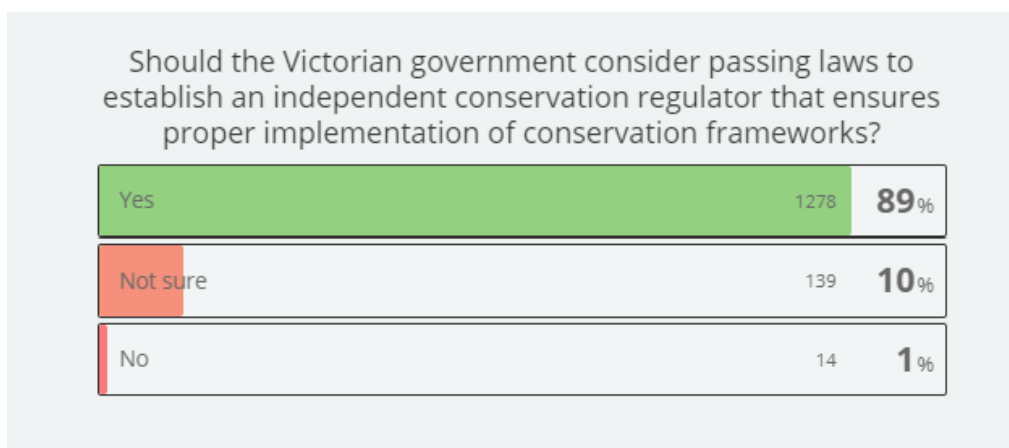 Should the Victorian government consider passing laws to
establish an independent conservation regulator that ensures
proper implementation of conservation frameworks?
Yes 1278 89%
Not sure 139 10%
No 14 1%